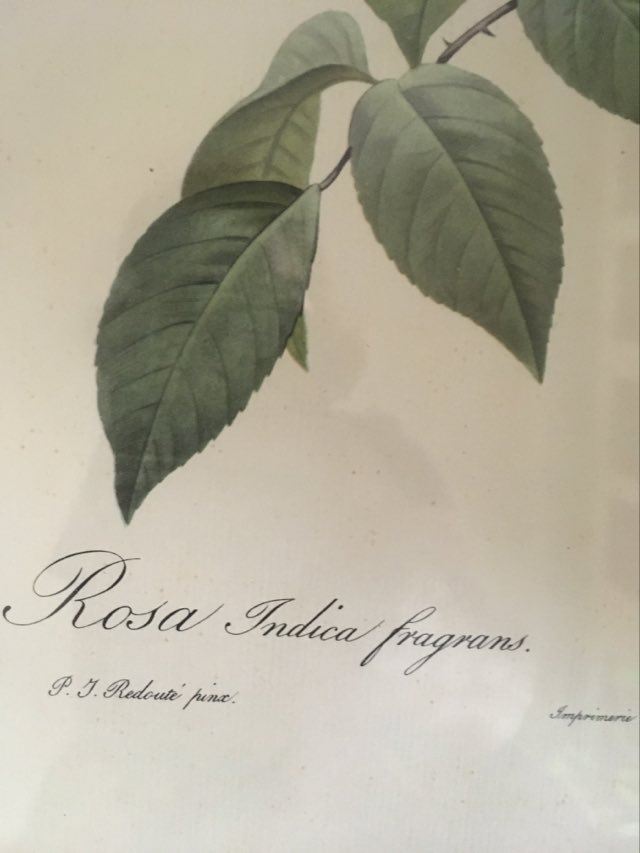 Rosa Indica fragrans.
P. J. Redouté pinx.
Imprimerie